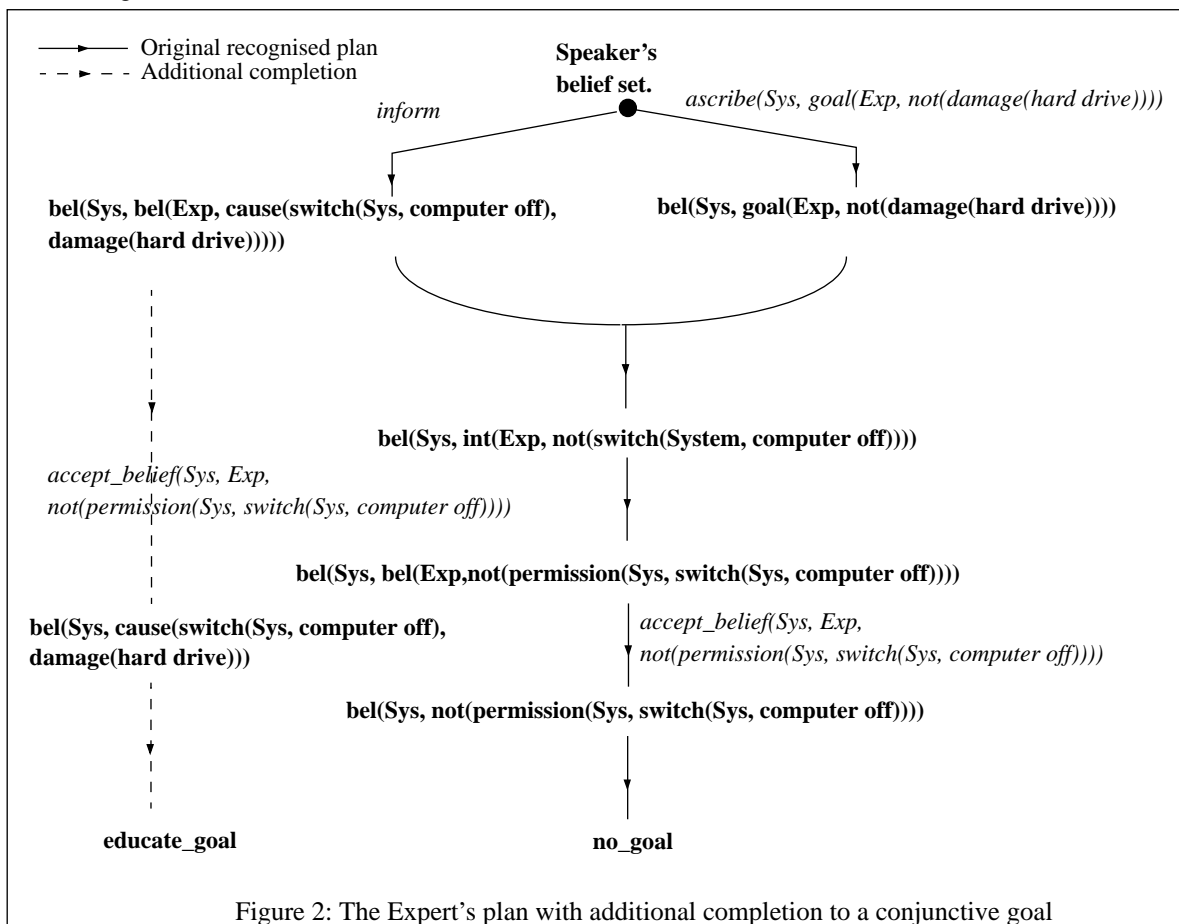 Original recognised plan
Additional completion
Speaker's
belief set.
inform
ascribe(Sys, goal(Exp, not(damage(hard drive))))
bel(Sys, bel(Exp, cause(switch(Sys, computer off),
damage(hard drive)))))
bel(Sys, goal(Exp, not(damage(hard drive))))
bel(Sys, int(Exp, not(switch(System, computer off))))
accept_belief(Sys, Exp,
not(permission(Sys, switch(Sys, computer off))))
bel(Sys, bel(Exp,not(permission(Sys, switch(Sys, computer off))))
bel(Sys, cause(switch(Sys, computer off),
damage(hard drive)))
accept_belief(Sys, Exp,
not(permission(Sys, switch(Sys, computer off))))
bel(Sys, not(permission(Sys, switch(Sys, computer off))))
educate_goal
no_goal
Figure 2: The Expert's plan with additional completion to a conjunctive goal